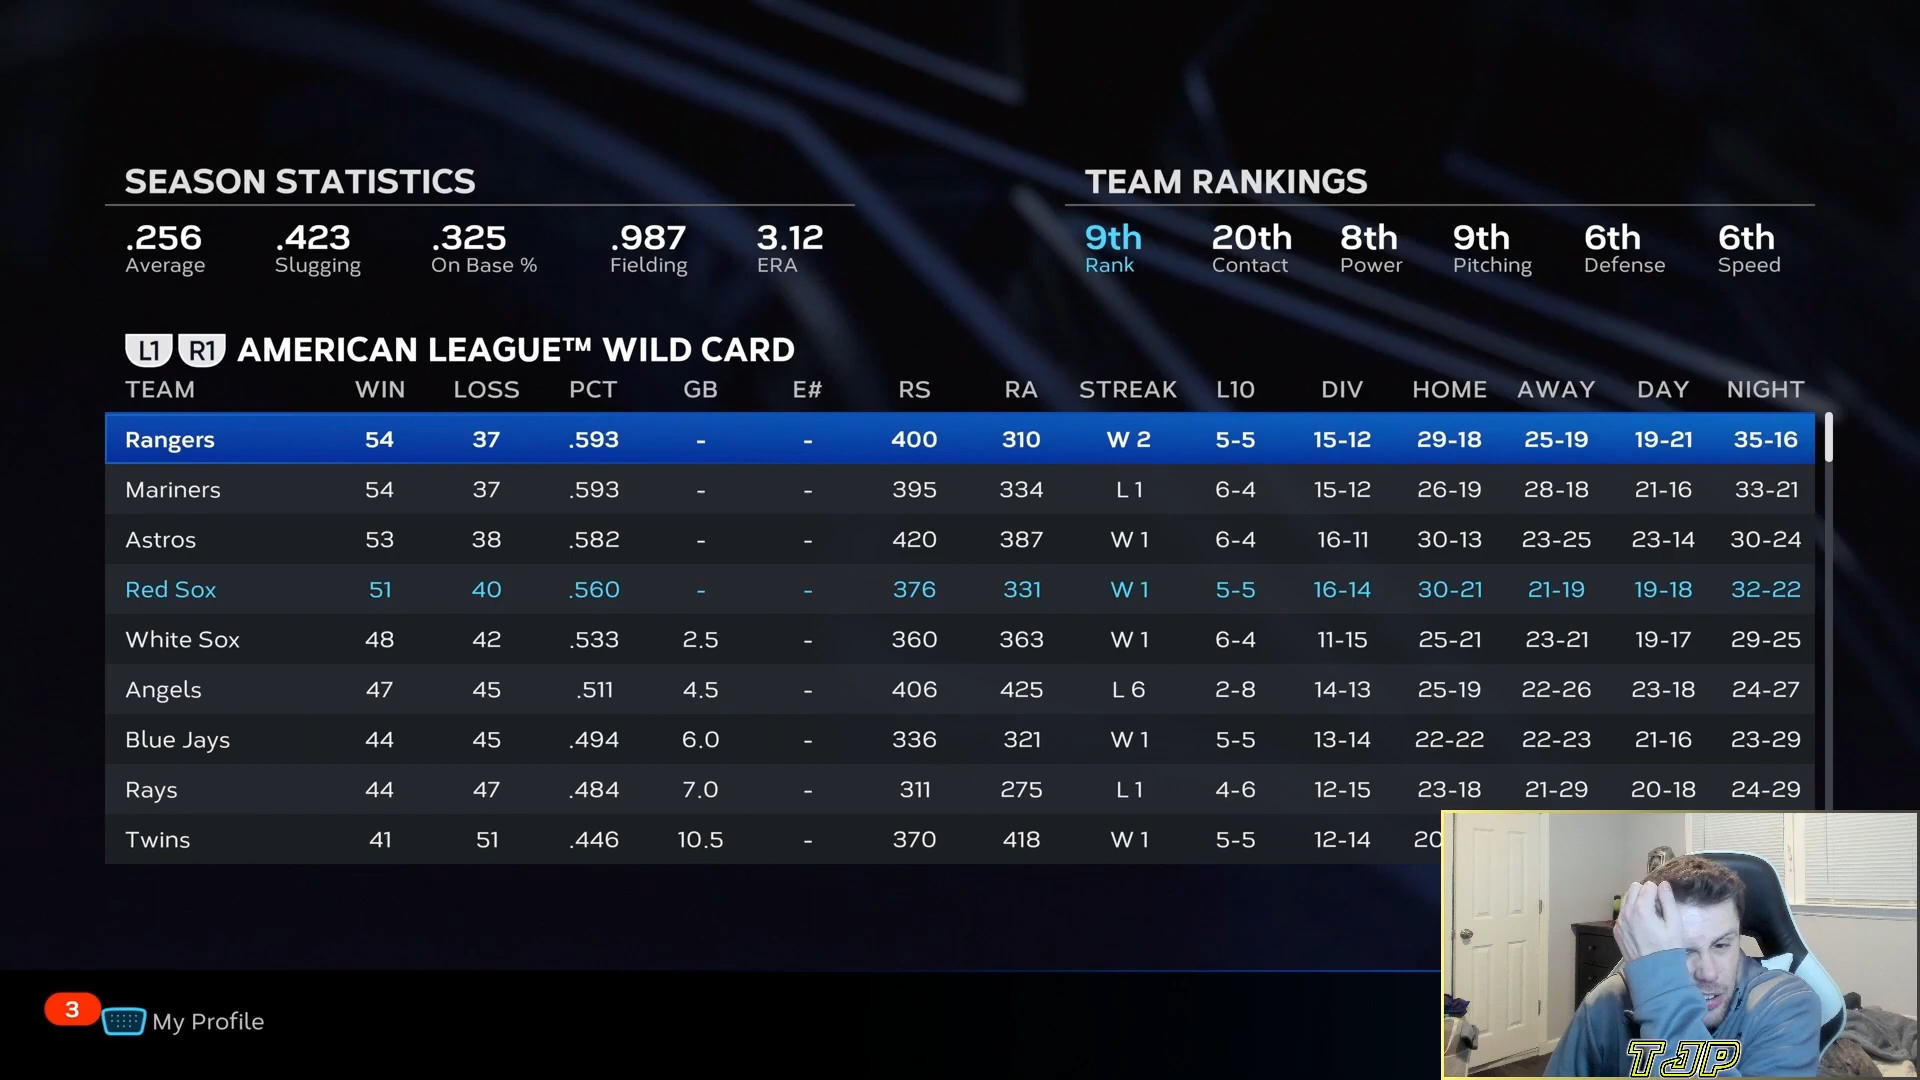 SEASON STATISTICS
.256 .423 .325 .987 3.12
Average Slugging On Base % Fielding ERA
TEAM RANKINGS
9th 20th 8th 9th 6th 6th
Rank Contact Power Pitching Defense Speed
L1 R1 AMERICAN LEAGUE™ WILD CARD
TEAM WIN LOSS PCT GB E# RS RA STREAK L10 DIV HOME AWAY DAY NIGHT
Rangers 54 37 .593 - - 400 310 W 2 5-5 15-12 29-18 25-19 19-21 35-16
Mariners 54 37 .593 - - 395 334 L 1 6-4 15-12 26-19 28-18 21-16 33-21
Astros 53 38 .582 - - 420 387 W 1 6-4 16-11 30-13 23-25 23-14 30-24
Red Sox 51 40 .560 - - 376 331 W 1 5-5 16-14 30-21 21-19 19-18 32-22
White Sox 48 42 .533 2.5 - 360 363 W 1 6-4 11-15 25-21 23-21 19-17 29-25
Angels 47 45 .511 4.5 - 406 425 L 6 2-8 14-13 25-19 22-26 23-18 24-27
Blue Jays 44 45 .494 6.0 - 336 321 W 1 5-5 13-14 22-22 22-23 21-16 23-29
Rays 44 47 .484 7.0 - 311 275 L 1 4-6 12-15 23-18 21-29 20-18 24-29
Twins 41 51 .446 10.5 - 370 418 W 1 5-5 12-14 20
3 My Profile
TJP